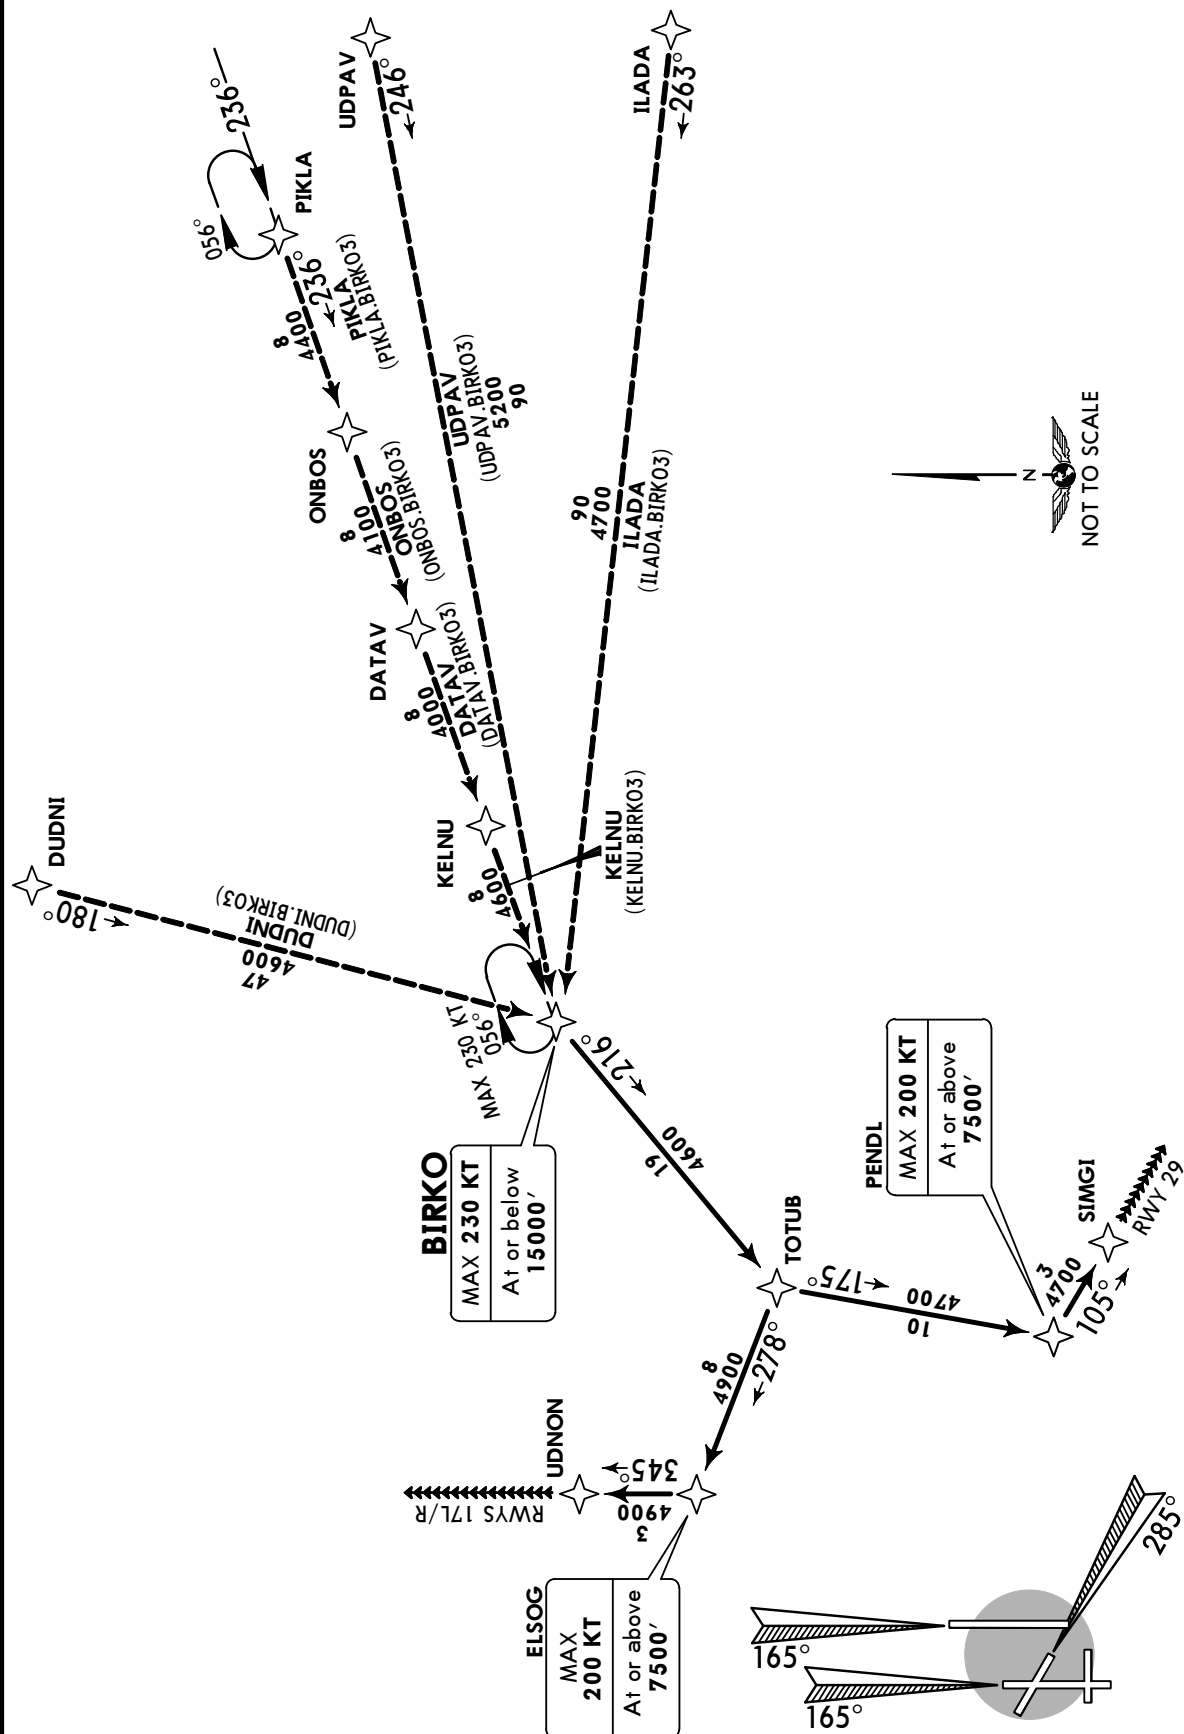 236°
056°
PIKLA
UDPAV
←246°
ILADA
←263°
8
4400
←236°
PIKLA
(PIKLA.BIRKO3)
ONBOS
8
4100
ONBOS
(ONBOS.BIRKO3)
DATAV
8
4000
DATAV
(DATAV.BIRKO3)
UDPAV
(UDPAV.BIRKO3)
5200
90
90
4700
ILADA
(ILADA.BIRKO3)
KELNU
8
4600
KELNU
(KELNU.BIRKO3)
DUDNI
←180°
DUDNI
(DUDNI.BIRKO3)
4600
47
MAX 230 KT
056°
BIRKO
MAX 230 KT
At or below
15000′
←216°
19
4600
TOTUB
←175°
4700
10
PENDL
MAX 200 KT
At or above
7500′
SIMGI
3
4700
105°→
RWY 29
8
4900
←278°
UDNON
RWYS 17L/R
345°→
4900
3
ELSOG
MAX
200 KT
At or above
7500′
165°
165°
285°
N
NOT TO SCALE